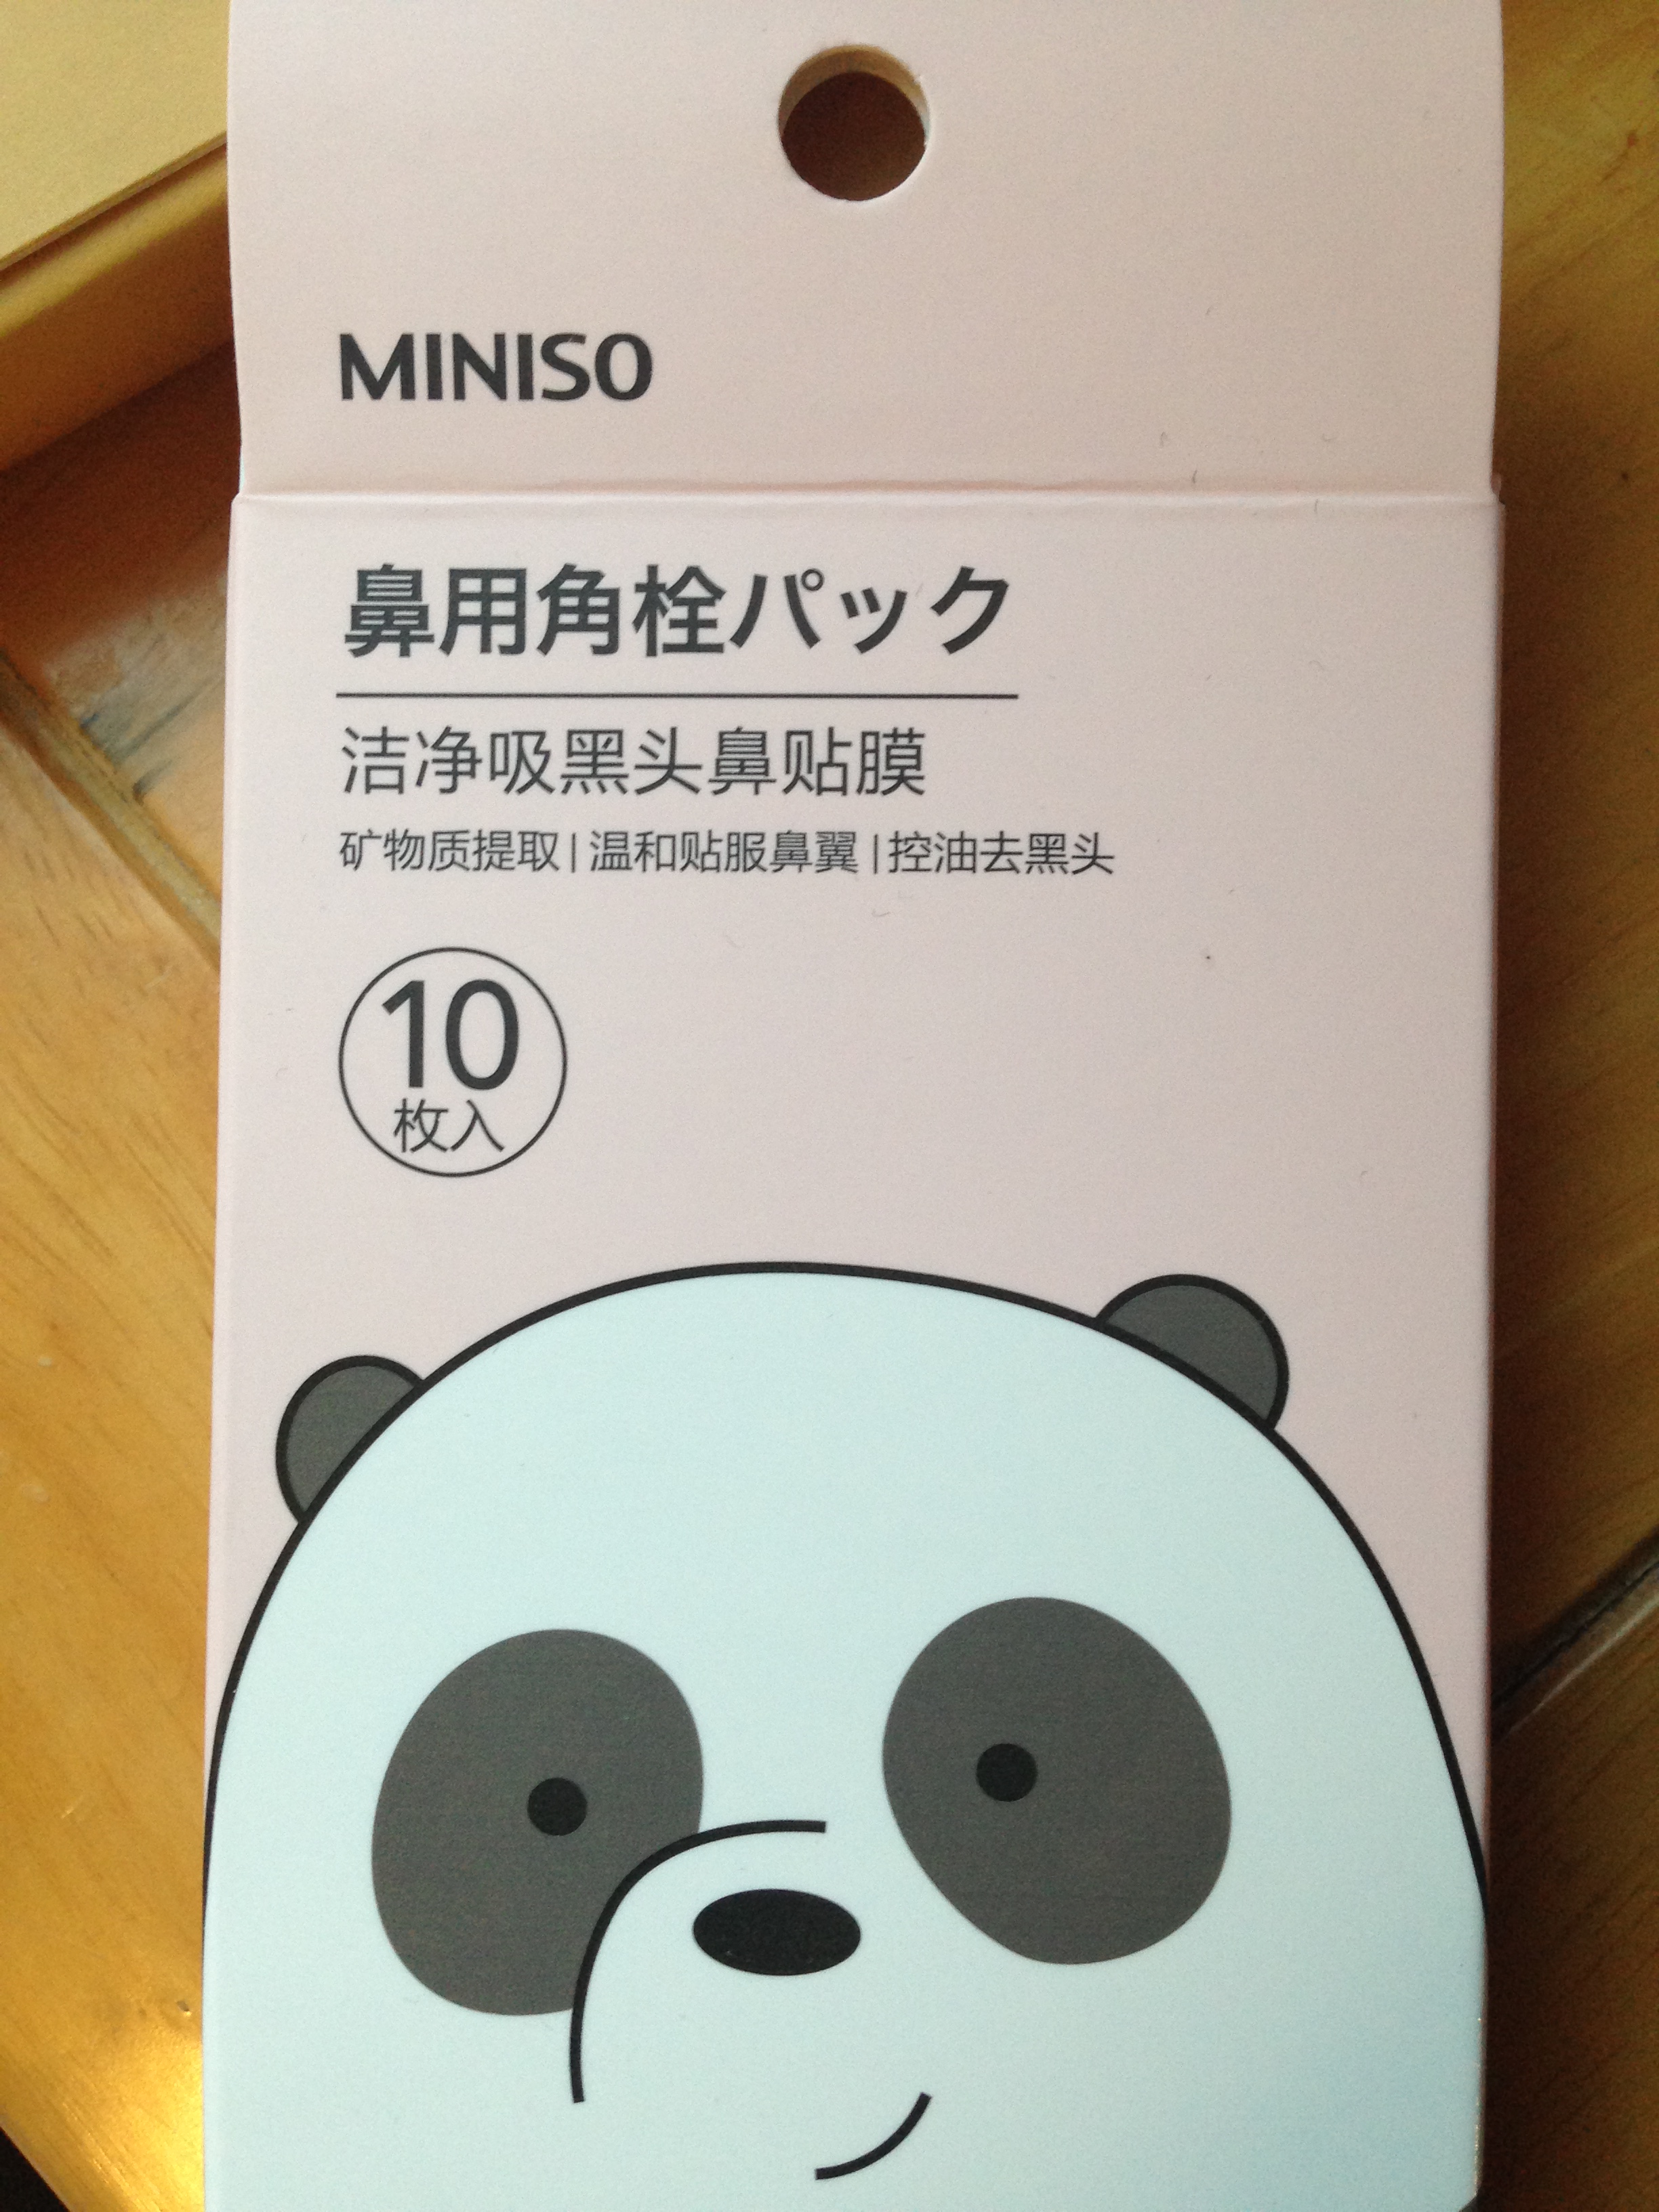 MINISO
鼻用角栓パック
洁净吸黑头鼻贴膜
矿物质提取|温和贴服鼻翼|控油去黑头
10
枚入